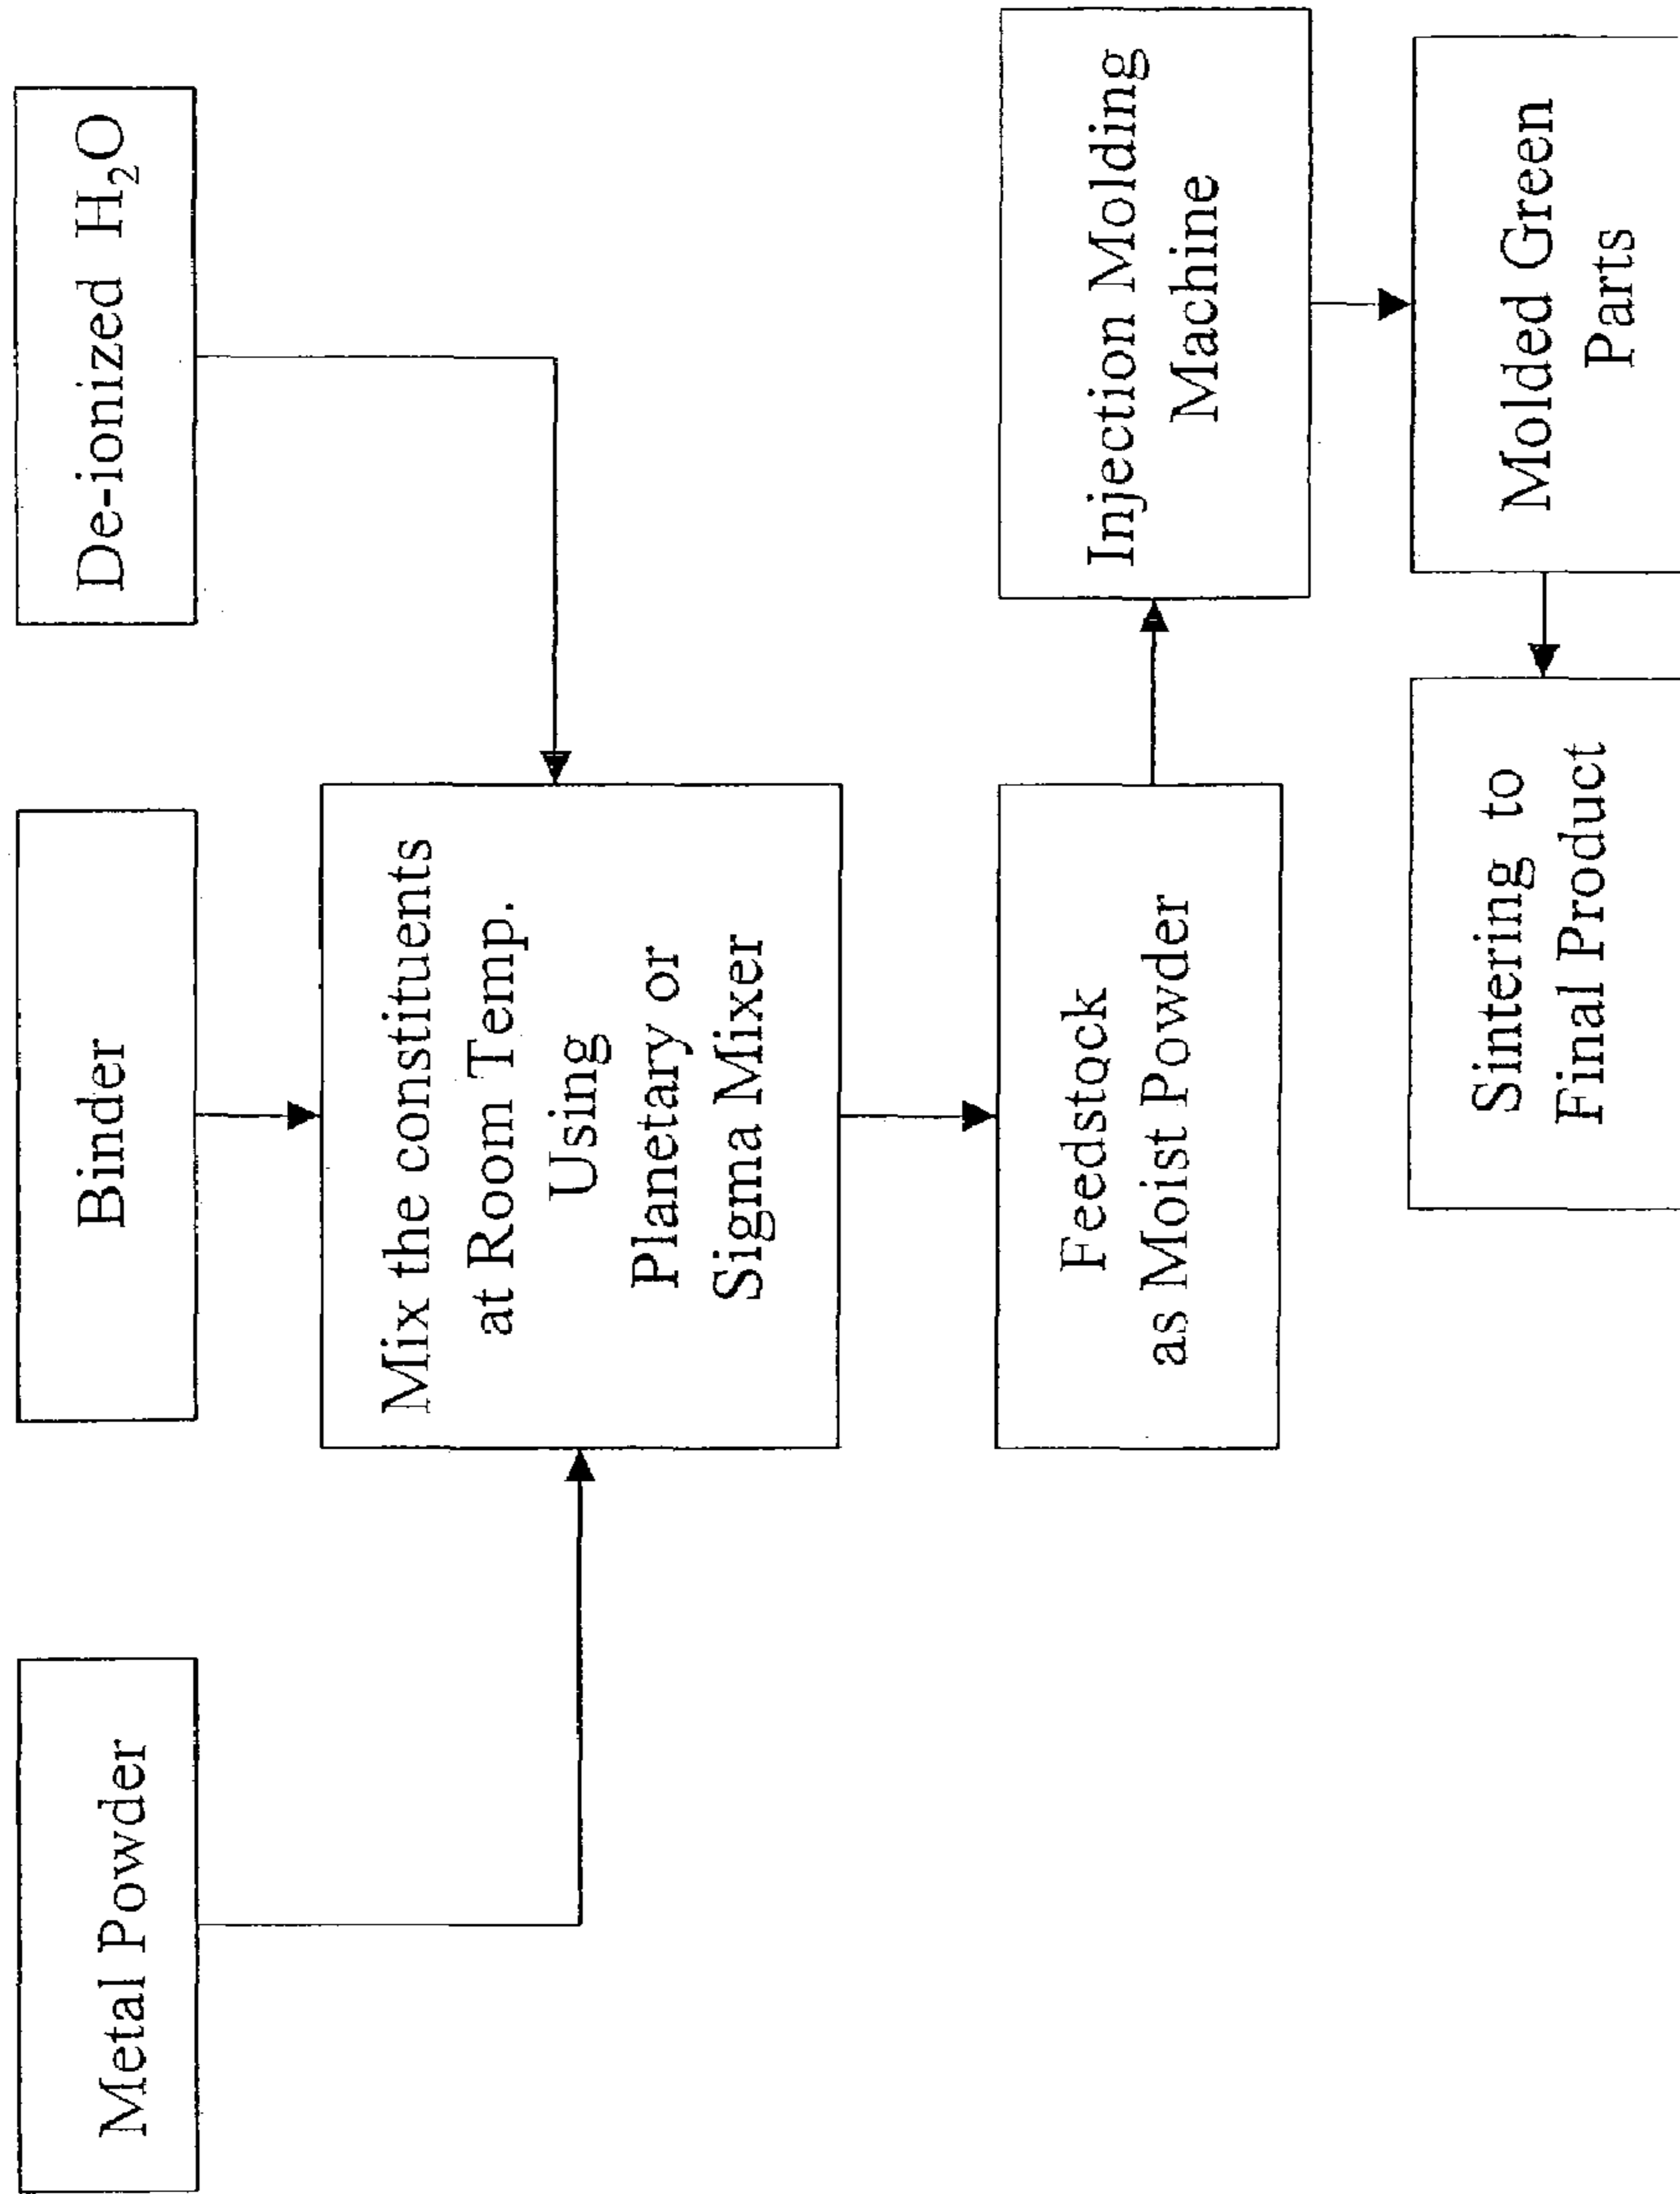 Metal Powder
Binder
De-ionized H₂O
Mix the constituents
at Room Temp.
Using
Planetary or
Sigma Mixer
Feedstock
as Moist Powder
Injection Molding
Machine
Sintering to
Final Product
Molded Green
Parts